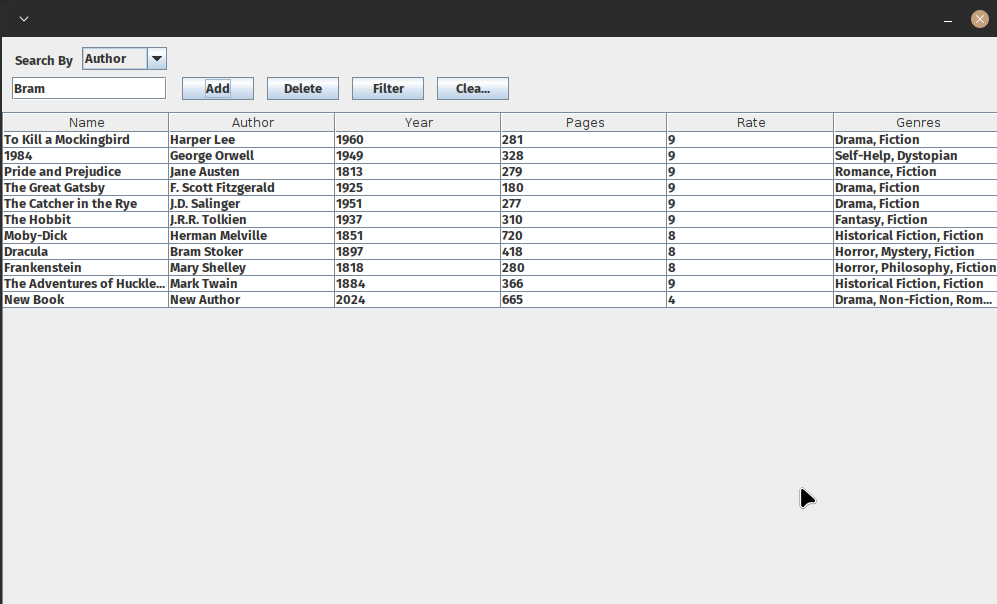 Search By Author
Bram Add Delete Filter Clea...
Name Author Year Pages Rate Genres
To Kill a Mockingbird Harper Lee 1960 281 9 Drama, Fiction
1984 George Orwell 1949 328 9 Self-Help, Dystopian
Pride and Prejudice Jane Austen 1813 279 9 Romance, Fiction
The Great Gatsby F. Scott Fitzgerald 1925 180 9 Drama, Fiction
The Catcher in the Rye J.D. Salinger 1951 277 9 Drama, Fiction
The Hobbit J.R.R. Tolkien 1937 310 9 Fantasy, Fiction
Moby-Dick Herman Melville 1851 720 8 Historical Fiction, Fiction
Dracula Bram Stoker 1897 418 8 Horror, Mystery, Fiction
Frankenstein Mary Shelley 1818 280 8 Horror, Philosophy, Fiction
The Adventures of Huckle... Mark Twain 1884 366 9 Historical Fiction, Fiction
New Book New Author 2024 665 4 Drama, Non-Fiction, Rom...